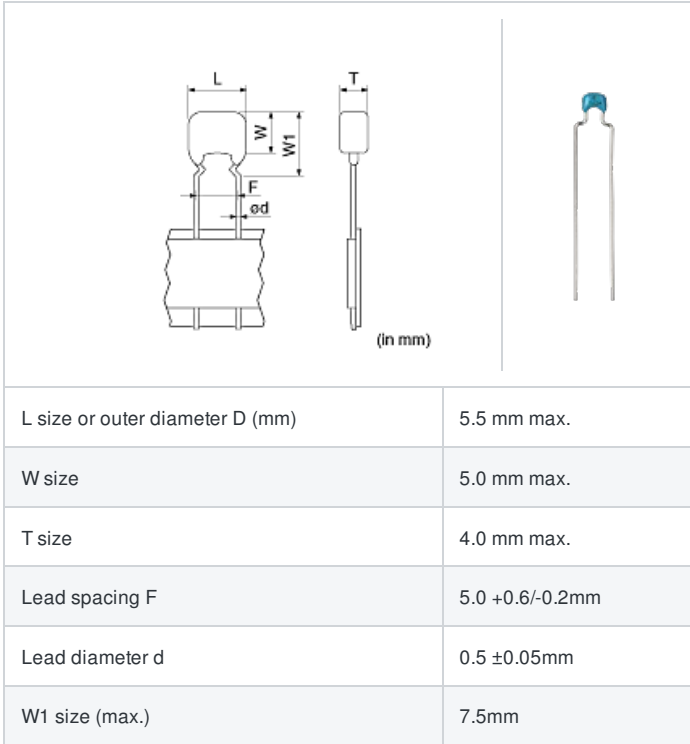 L
T
W
W1
F
ød
(in mm)
L size or outer diameter D (mm) 5.5 mm max.
W size 5.0 mm max.
T size 4.0 mm max.
Lead spacing F 5.0 +0.6/-0.2mm
Lead diameter d 0.5 ±0.05mm
W1 size (max.) 7.5mm